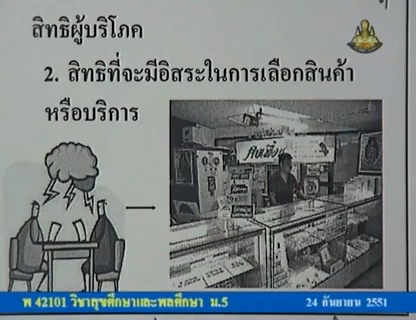 สิทธิผู้บริโภค
2. สิทธิที่จะมีอิสระในการเลือกสินค้า
หรือบริการ
พ 42101 วิชาสุขศึกษาและพลศึกษา ม.5
24 กันยายน 2551